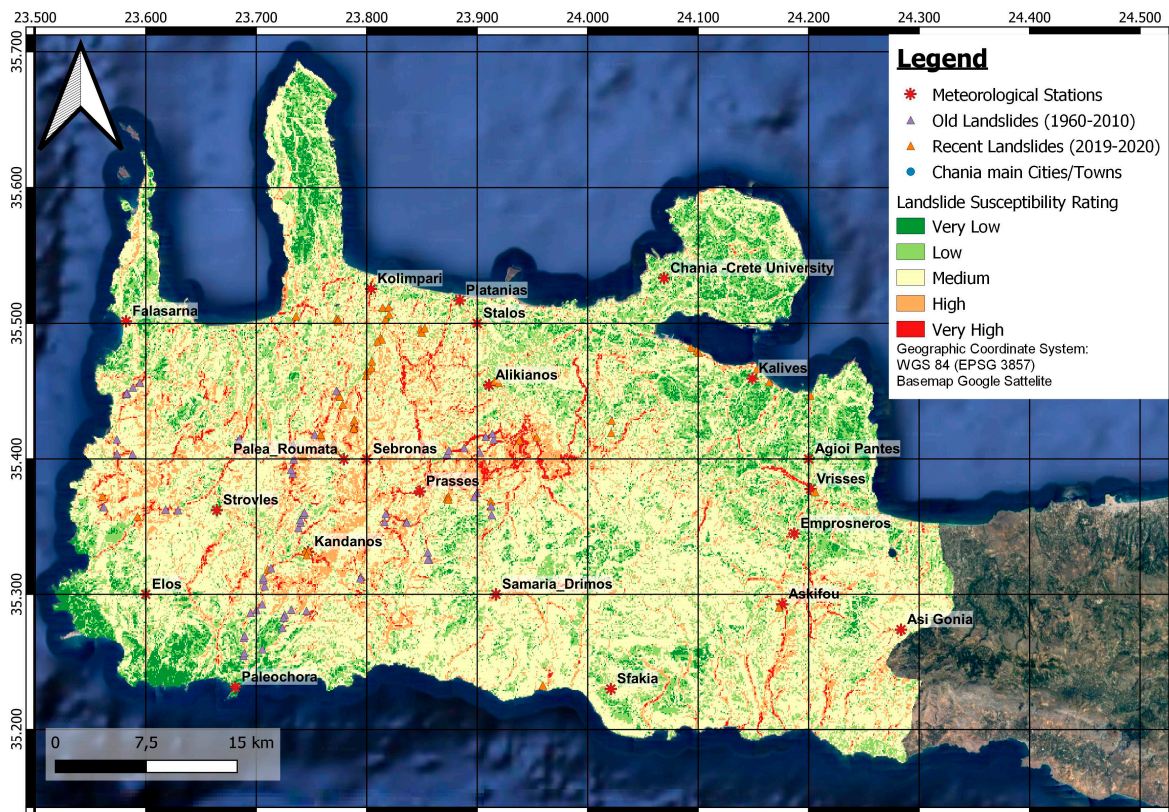 23.500 23.600 23.700 23.800 23.900 24.000 24.100 24.200 24.300 24.400 24.500
35.700
35.600
35.500
35.400
35.300
35.200
Legend
Meteorological Stations
Old Landslides (1960-2010)
Recent Landslides (2019-2020)
Chania main Cities/Towns
Landslide Susceptibility Rating
Very Low
Low
Medium
High
Very High
Geographic Coordinate System:
WGS 84 (EPSG 3857)
Basemap Google Sattelite
Chania -Crete University
Kolimpari
Platanias
Falasarna
Stalos
Alikianos
Kalives
Palea_Roumata
Sebronas
Agioi Pantes
Prasses
Vrisses
Strovles
Emprosneros
Kandanos
Elos
Samaria_Drimos
Askifou
Asi Gonia
Paleochora
Sfakia
0 7,5 15 km